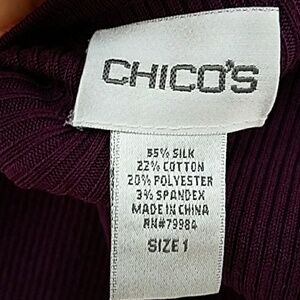 CHICO'S
55% SILK
22% COTTON
20% POLYESTER
3% SPANDEX
MADE IN CHINA
RN#79984
SIZE 1